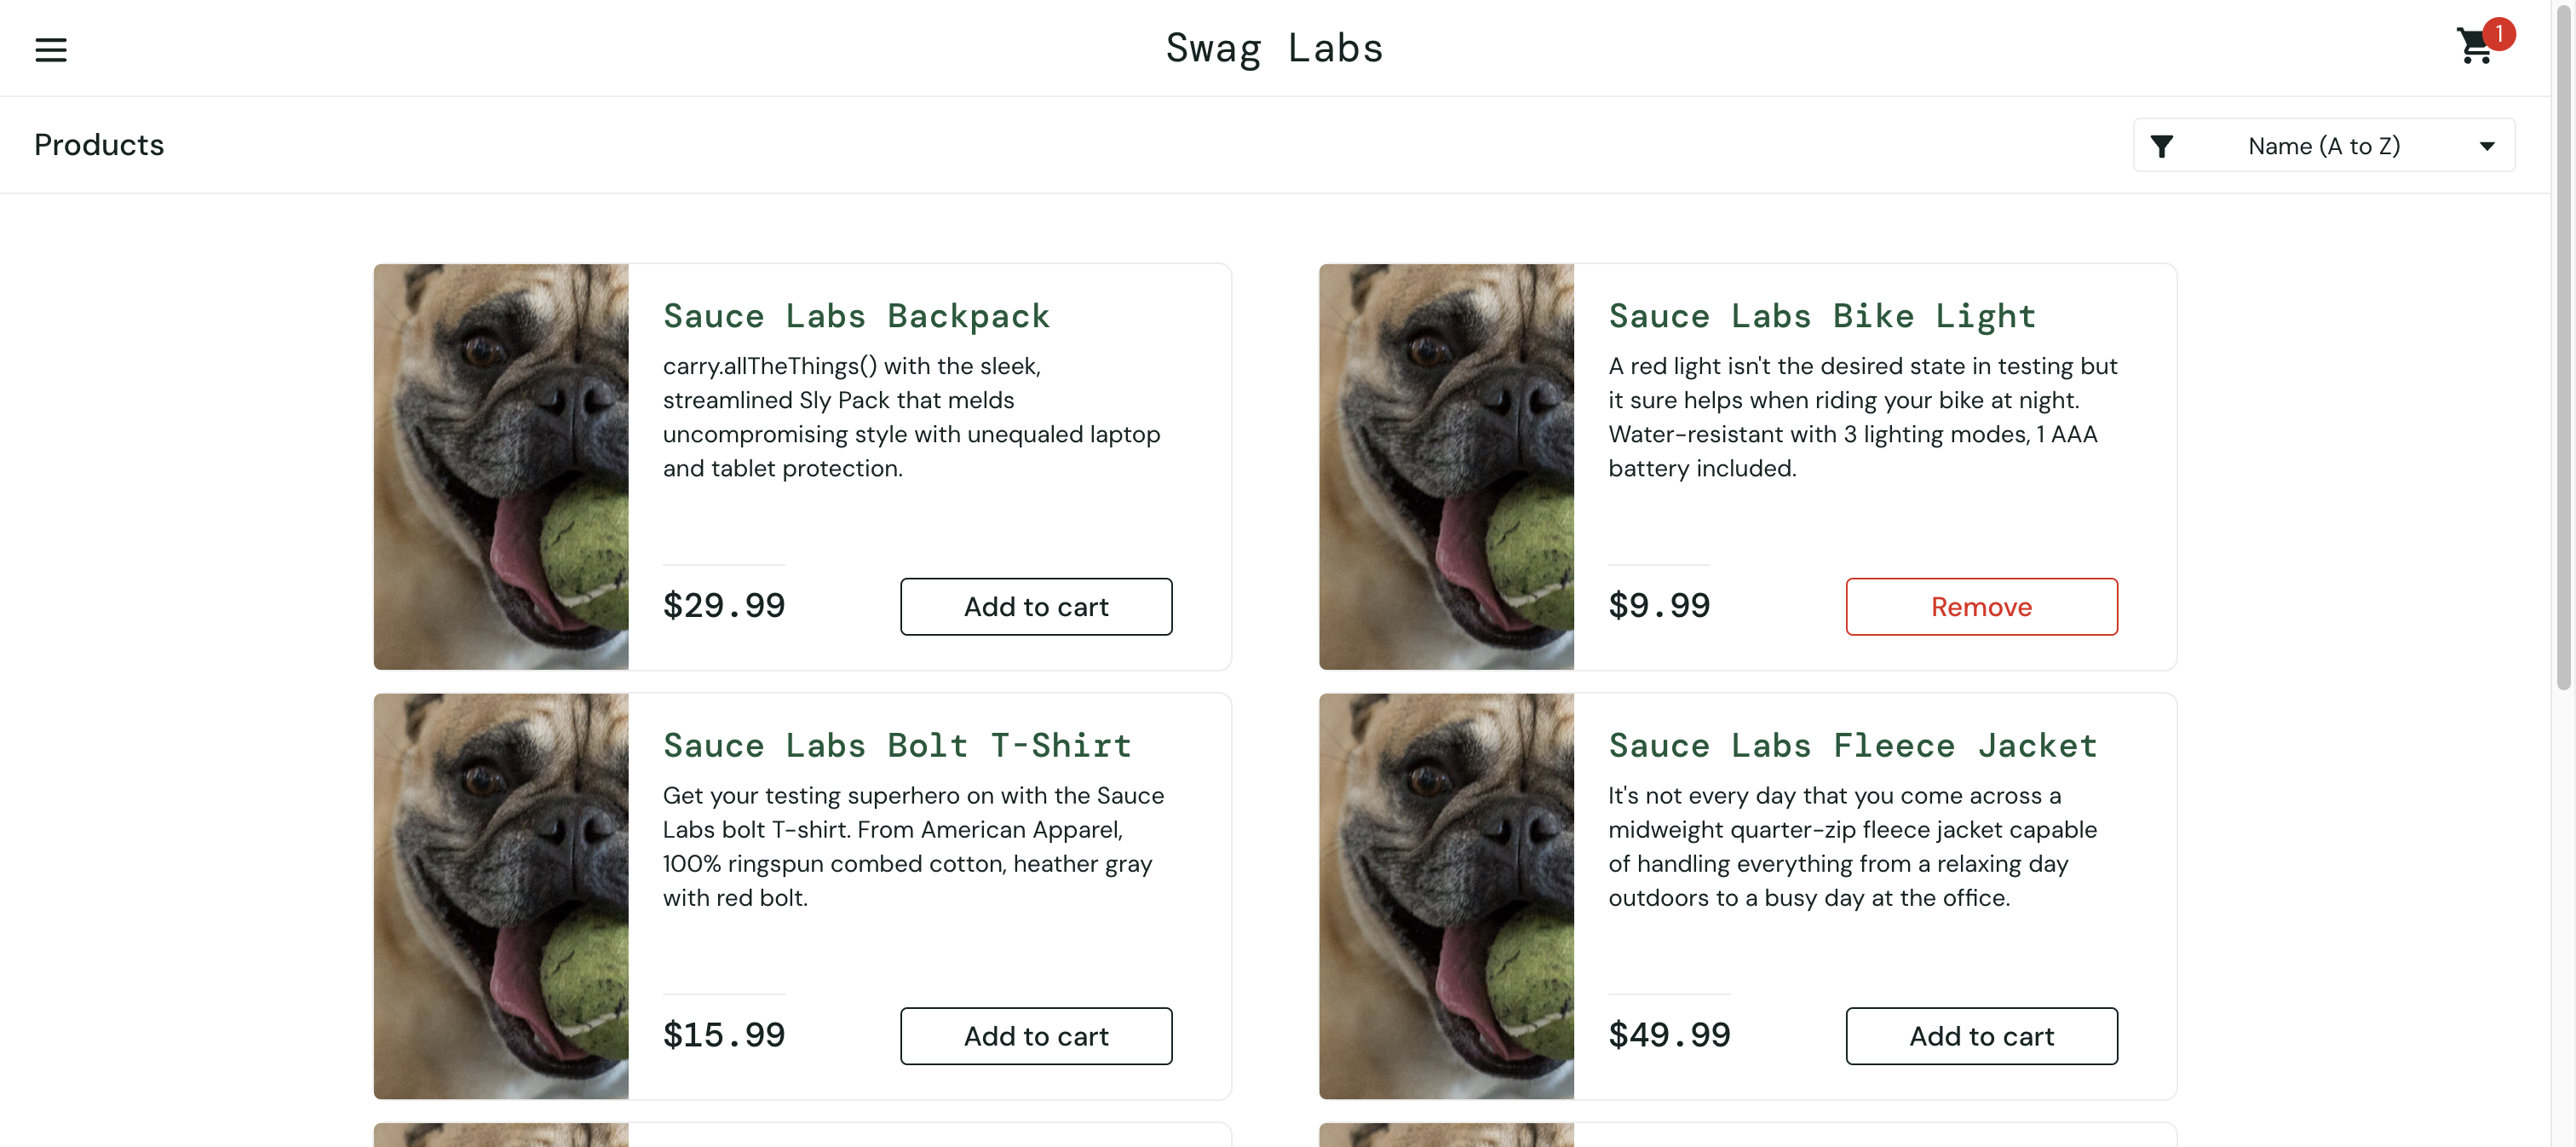 Swag Labs
1
Products
Name (A to Z)
Sauce Labs Backpack
carry.allTheThings() with the sleek,
streamlined Sly Pack that melds
uncompromising style with unequaled laptop
and tablet protection.
$29.99
Add to cart
Sauce Labs Bike Light
A red light isn't the desired state in testing but
it sure helps when riding your bike at night.
Water-resistant with 3 lighting modes, 1 AAA
battery included.
$9.99
Remove
Sauce Labs Bolt T-Shirt
Get your testing superhero on with the Sauce
Labs bolt T-shirt. From American Apparel,
100% ringspun combed cotton, heather gray
with red bolt.
$15.99
Add to cart
Sauce Labs Fleece Jacket
It's not every day that you come across a
midweight quarter-zip fleece jacket capable
of handling everything from a relaxing day
outdoors to a busy day at the office.
$49.99
Add to cart